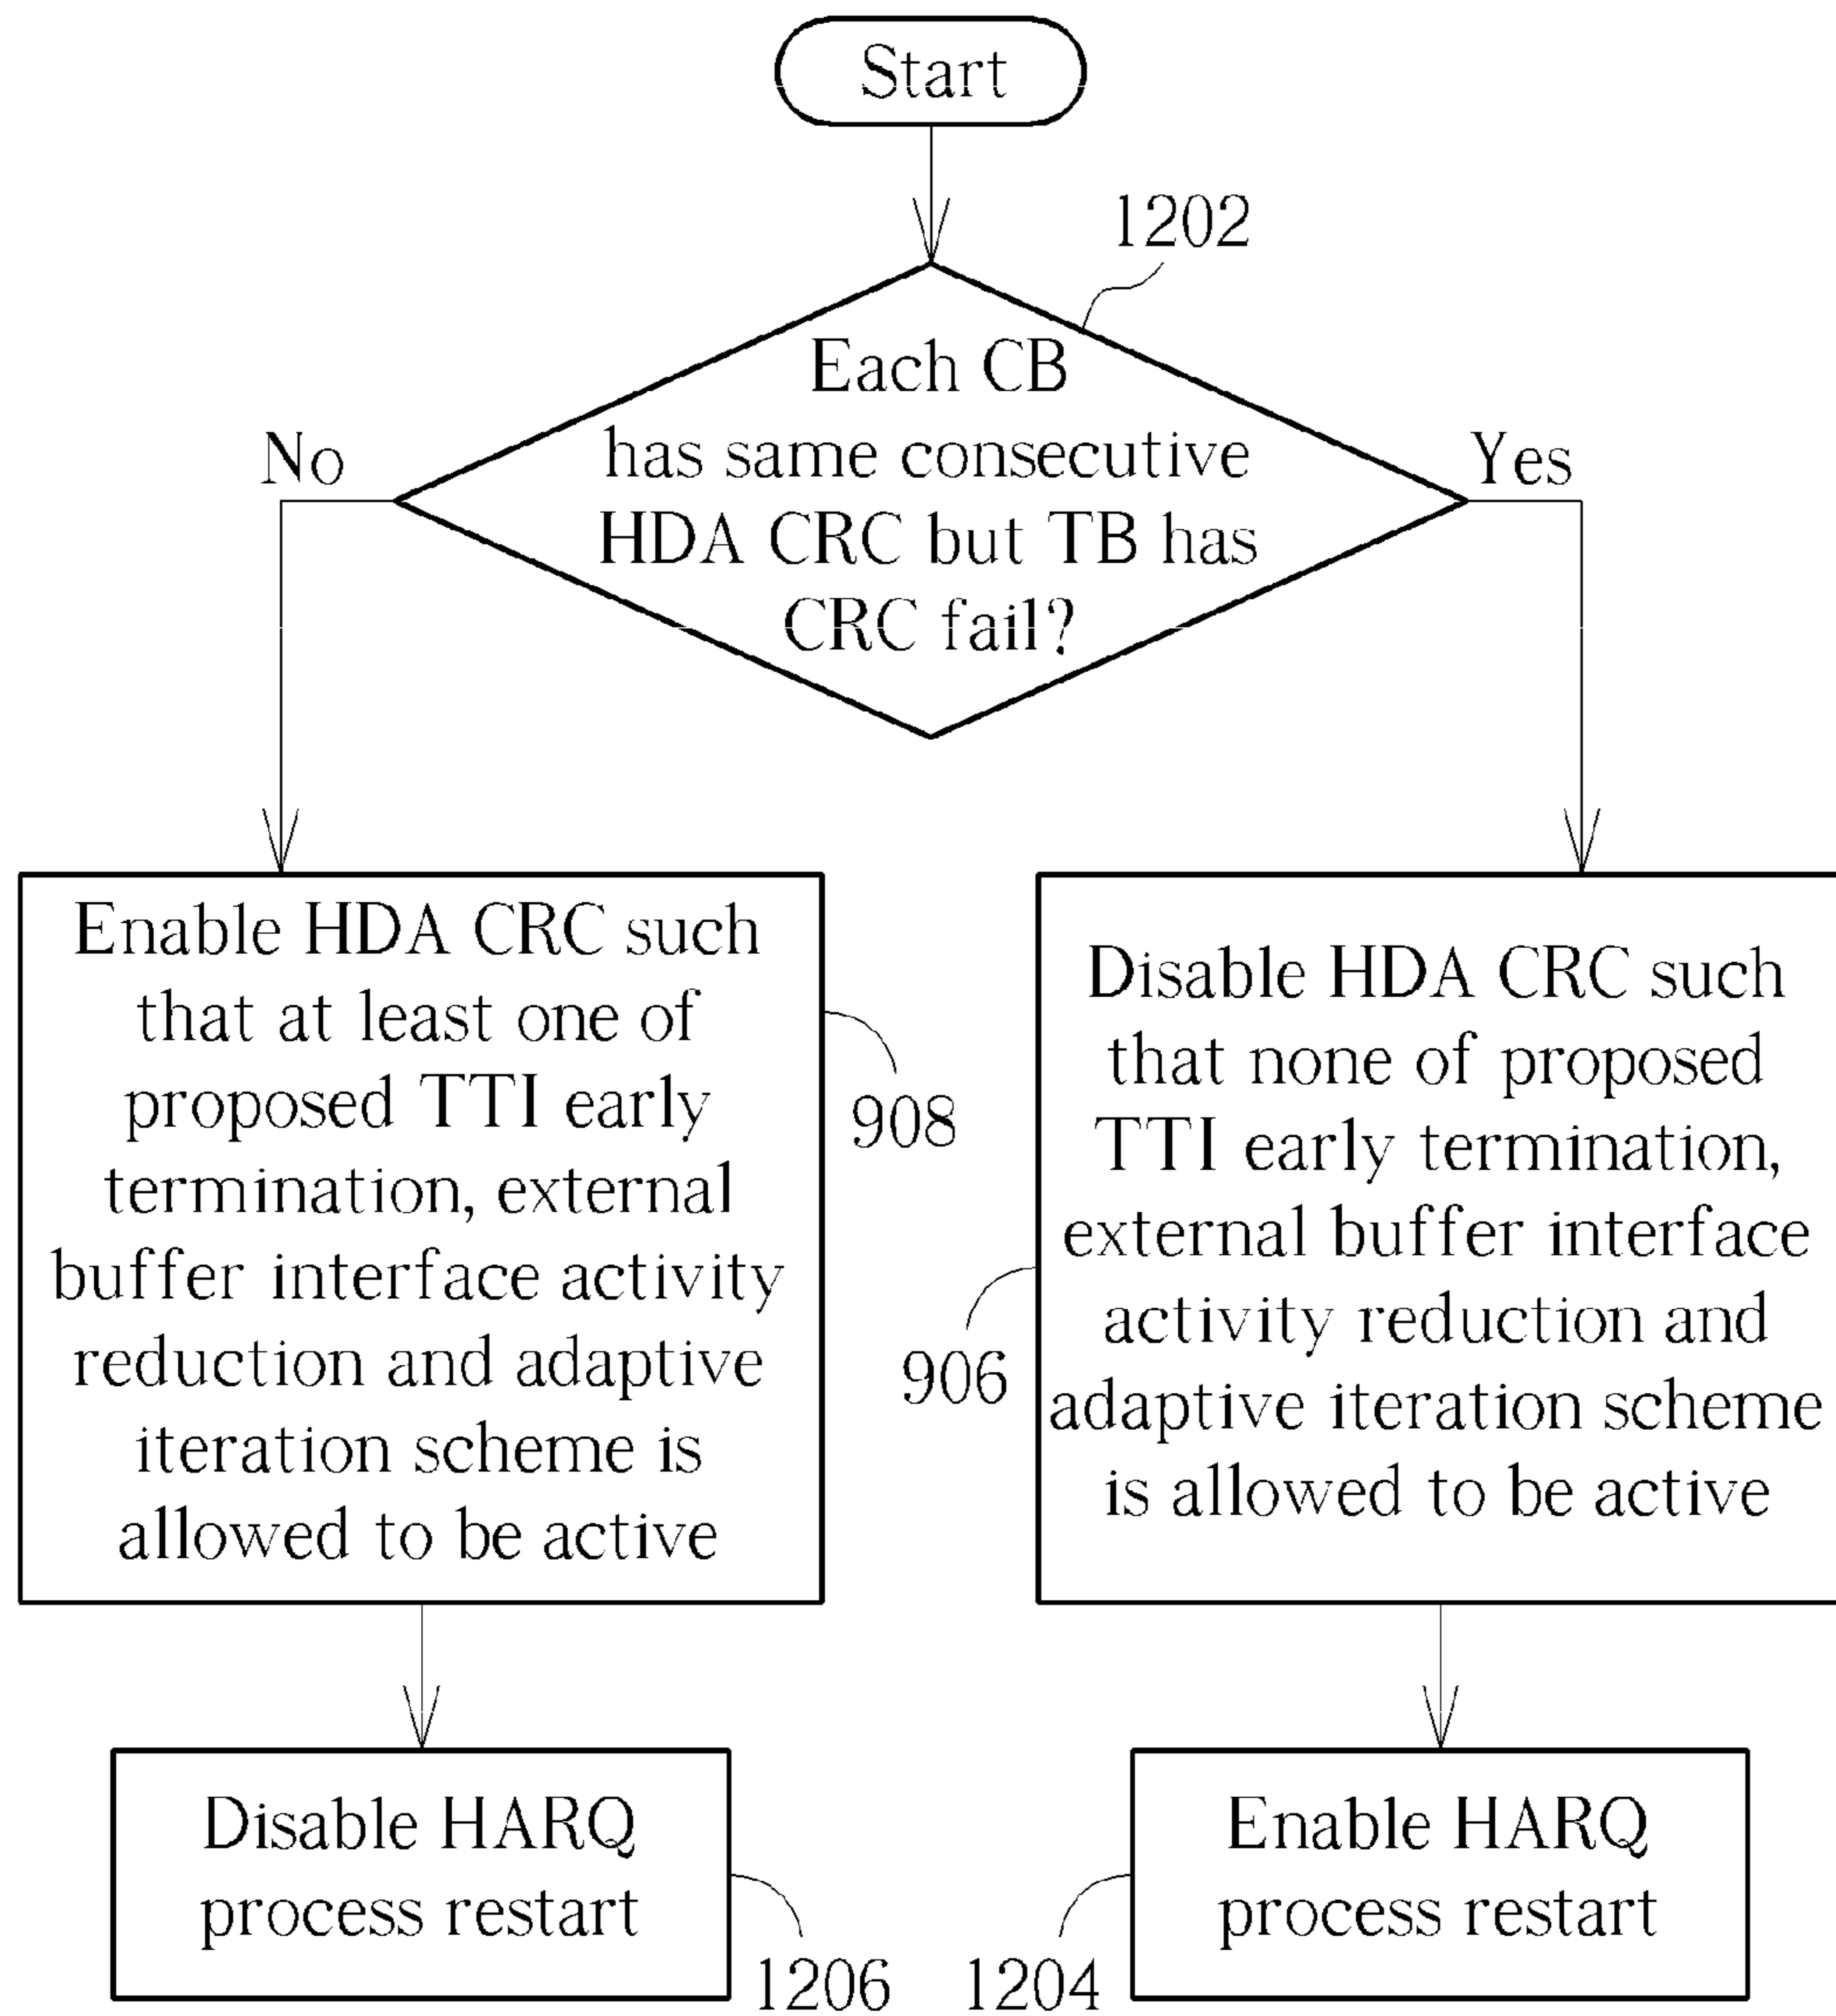 Start
1202
Each CB
has same consecutive
HDA CRC but TB has
CRC fail?
No
Yes
Enable HDA CRC such
that at least one of
proposed TTI early
termination, external
buffer interface activity
reduction and adaptive
iteration scheme is
allowed to be active
908
Disable HDA CRC such
that none of proposed
TTI early termination,
external buffer interface
activity reduction and
adaptive iteration scheme
is allowed to be active
906
Disable HARQ
process restart
1206
Enable HARQ
process restart
1204